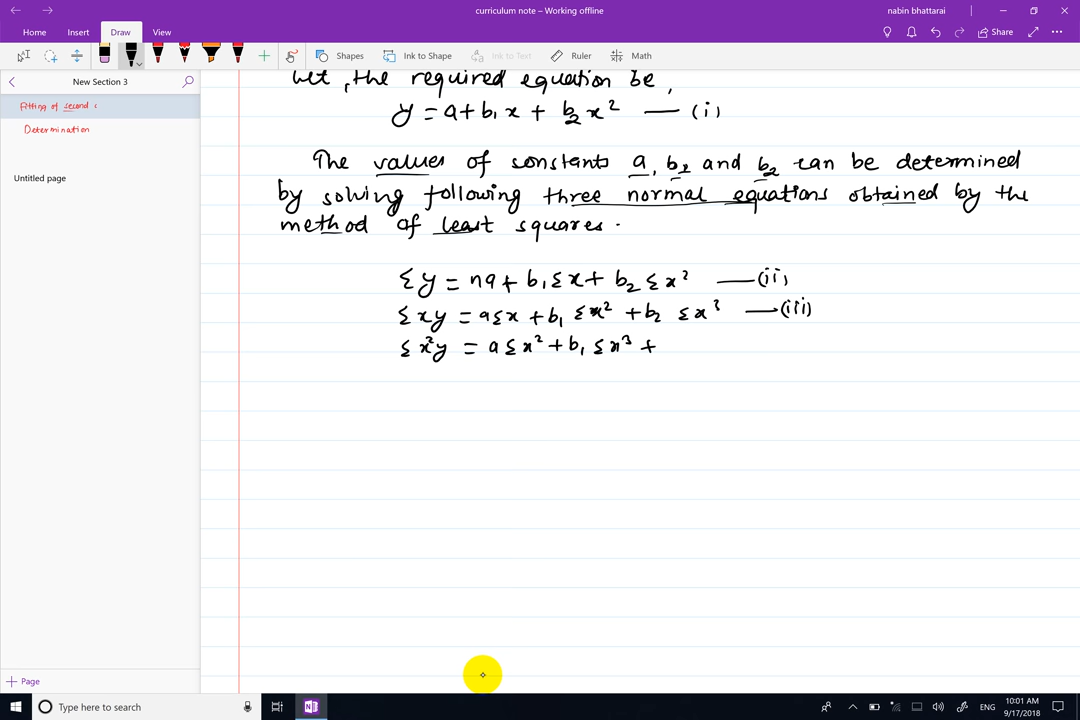 curriculum note – Working offline
nabin bhattarai
Home Insert Draw View
Share
Shapes Ink to Shape Ink to Text Ruler Math
New Section 3
Fitting of second
Determination
Untitled page
Let, the required equation be,
y = a + b₁x + b₂x² — (i)
The values of constants a, b₁ and b₂ can be determined
by solving following three normal equations obtained by the
method of least squares.
Σy = na + b₁Σx + b₂Σx² — (ii)
Σxy = aΣx + b₁Σx² + b₂Σx³ — (iii)
Σx²y = aΣx² + b₁Σx³ +
Page
Type here to search
ENG
10:01 AM
9/17/2018